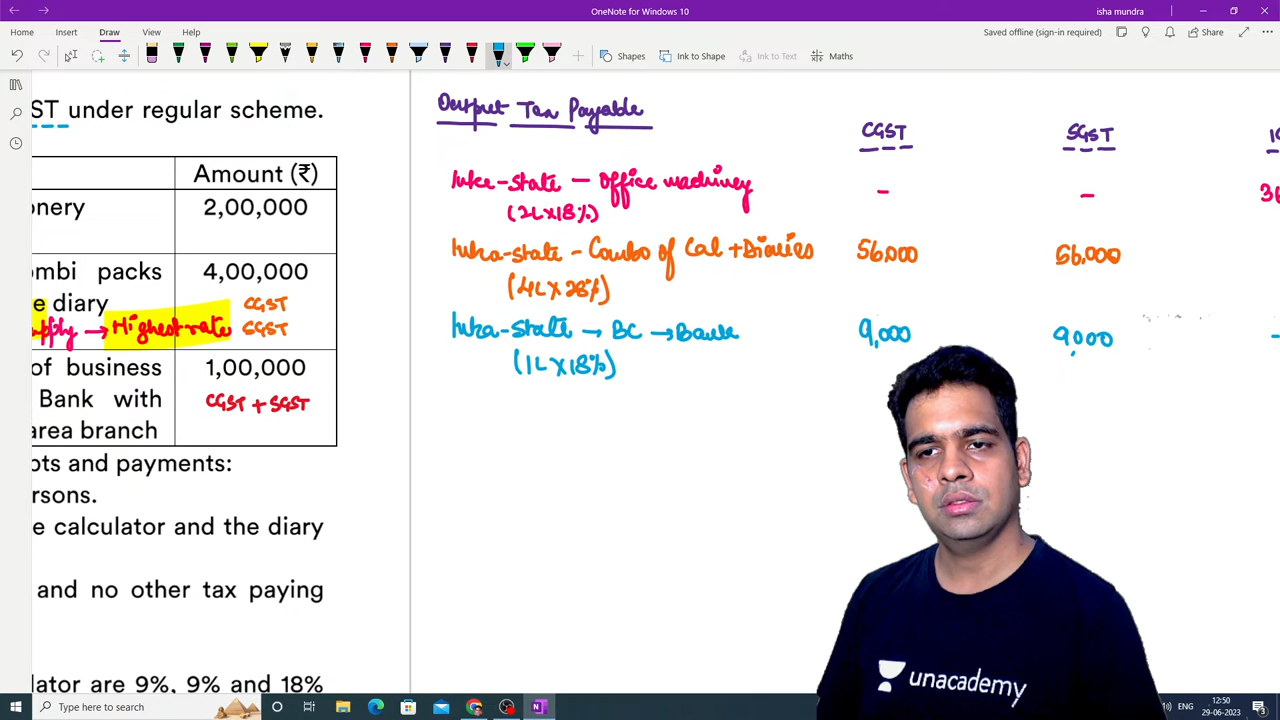 OneNote for Windows 10
isha mundra
Home Insert Draw View Help
Saved offline (sign-in required)
Share
Shapes
Ink to Shape
Ink to Text
Maths
ST under regular scheme.
Amount (₹)
onery 2,00,000
ombi packs 4,00,000
e diary CGST
upply → Highest rate SGST
of business 1,00,000
Bank with CGST + SGST
area branch
pts and payments:
rsons.
e calculator and the diary
and no other tax paying
lator are 9%, 9% and 18%
Output Tax Payable
CGST SGST
Inter-state – Office machinery - -
(2L×18%)
Intra-state – Combo of Cal + Diaries 56,000 56,000
(4L×28%)
Intra-state → BC → Bank 9,000 9,000
(1L×18%)
unacademy
Type here to search
ENG
12:50
29-06-2023